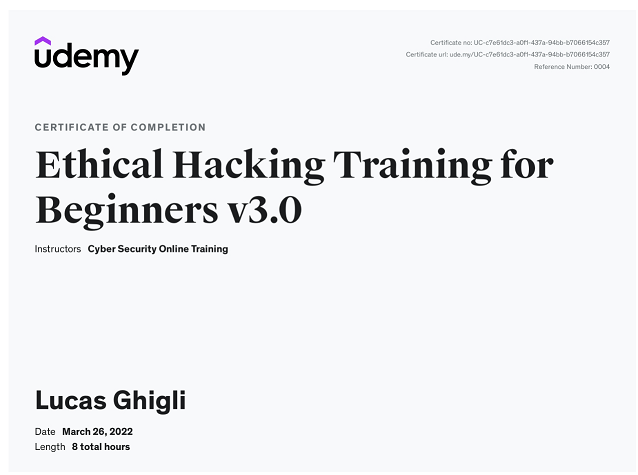 udemy
Certificate no: UC-c7e61dc3-a0f1-437a-94bb-b7066154c357
Certificate url: ude.my/UC-c7e61dc3-a0f1-437a-94bb-b7066154c357
Reference Number: 0004
CERTIFICATE OF COMPLETION
Ethical Hacking Training for
Beginners v3.0
Instructors Cyber Security Online Training
Lucas Ghigli
Date March 26, 2022
Length 8 total hours